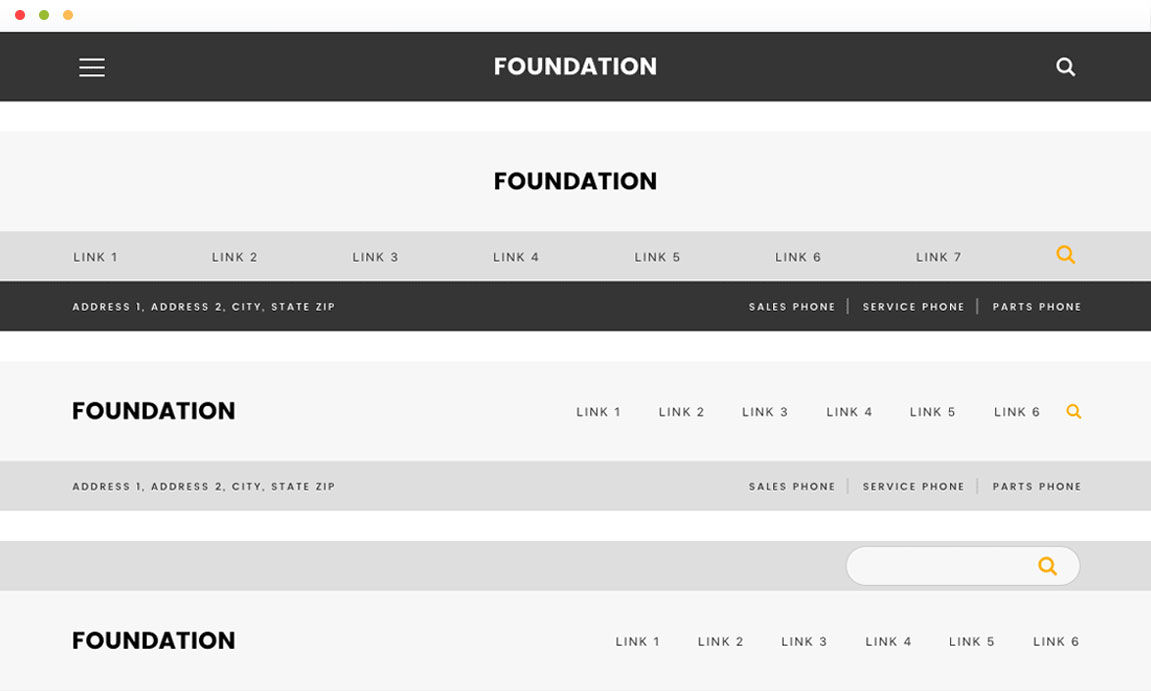 FOUNDATION
FOUNDATION
LINK 1 LINK 2 LINK 3 LINK 4 LINK 5 LINK 6 LINK 7
ADDRESS 1, ADDRESS 2, CITY, STATE ZIP SALES PHONE SERVICE PHONE PARTS PHONE
FOUNDATION LINK 1 LINK 2 LINK 3 LINK 4 LINK 5 LINK 6
ADDRESS 1, ADDRESS 2, CITY, STATE ZIP SALES PHONE SERVICE PHONE PARTS PHONE
FOUNDATION LINK 1 LINK 2 LINK 3 LINK 4 LINK 5 LINK 6